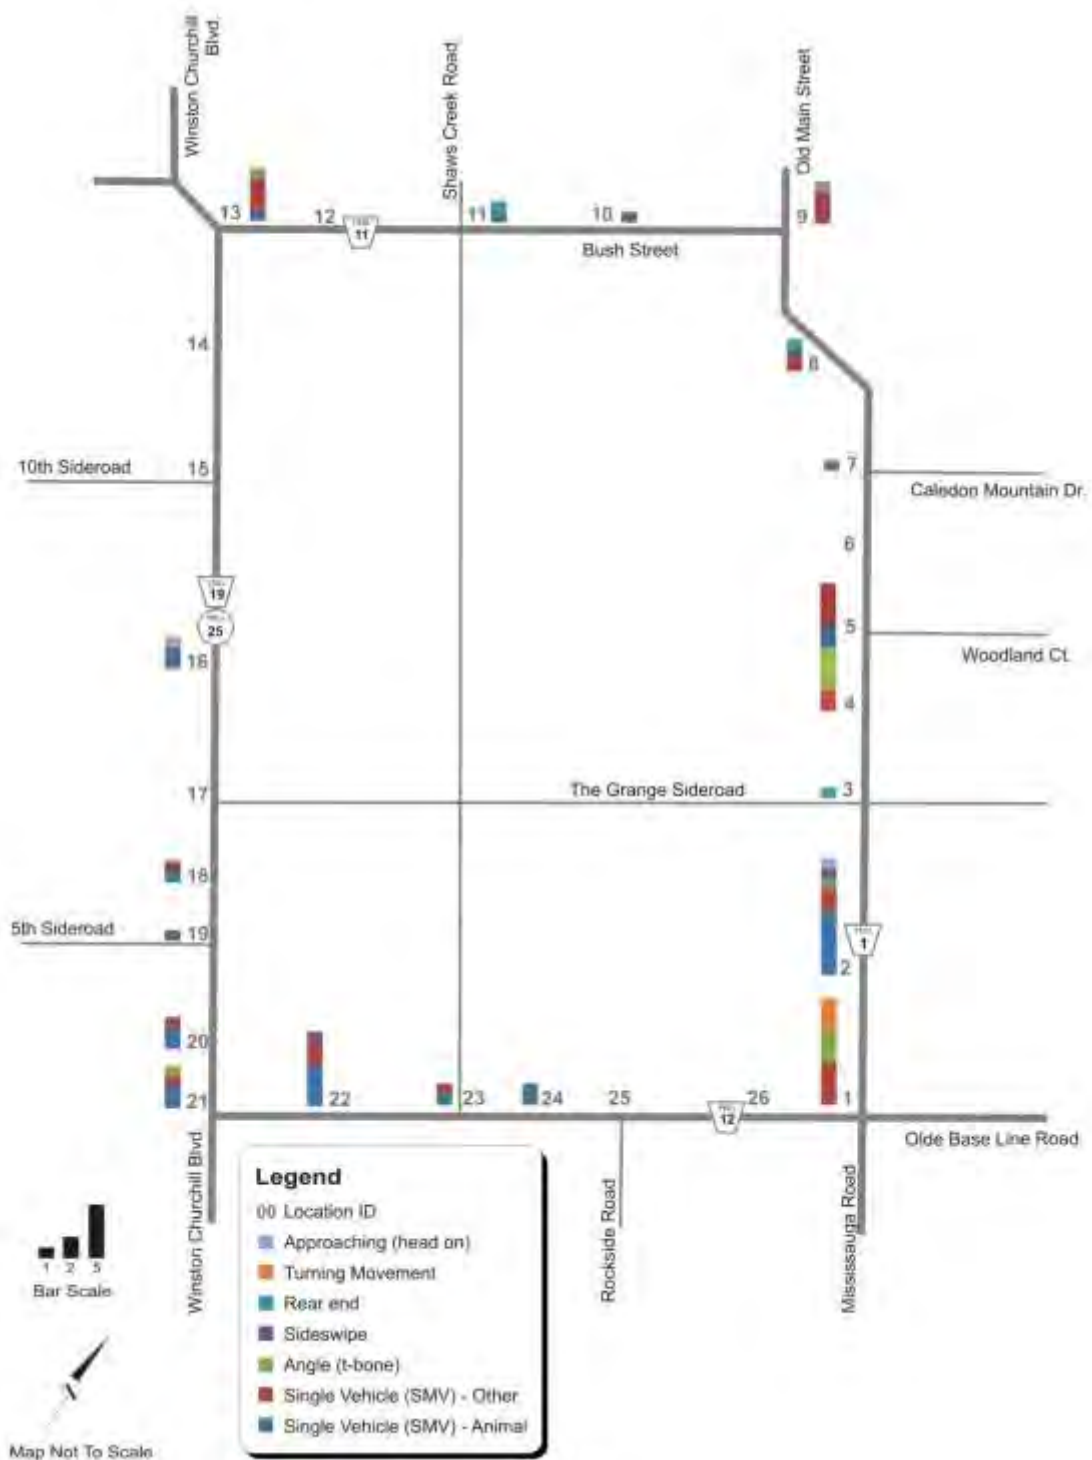 Winston Churchill
Blvd.
Shaws Creek Road
Old Main Street
13
12
11
11
10
9
Bush Street
14
8
10th Sideroad
15
7
Caledon Mountain Dr.
6
19
25
5
Woodland Ct.
16
4
17
The Grange Sideroad
3
18
5th Sideroad
19
1
2
20
21
22
23
24
25
12
26
1
Olde Base Line Road
Winston Churchill Blvd
Rockside Road
Mississauga Road
Legend
00 Location ID
Approaching (head on)
Turning Movement
Rear end
Sideswipe
Angle (t-bone)
Single Vehicle (SMV) - Other
Single Vehicle (SMV) - Animal
1 2 5
Bar Scale
Map Not To Scale